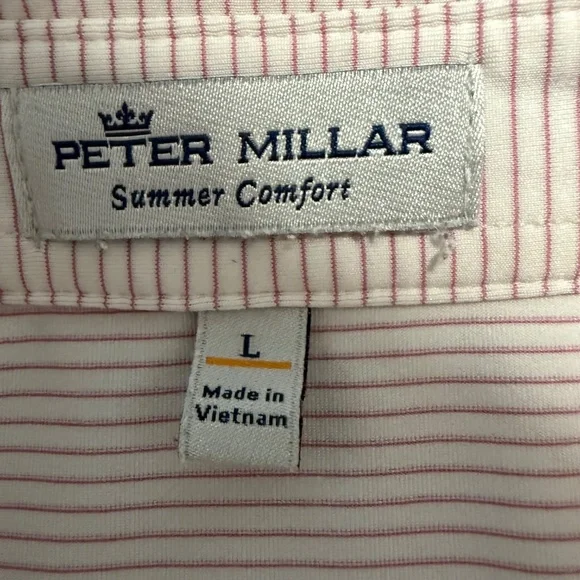 PETER MILLAR
Summer Comfort
L
Made in
Vietnam